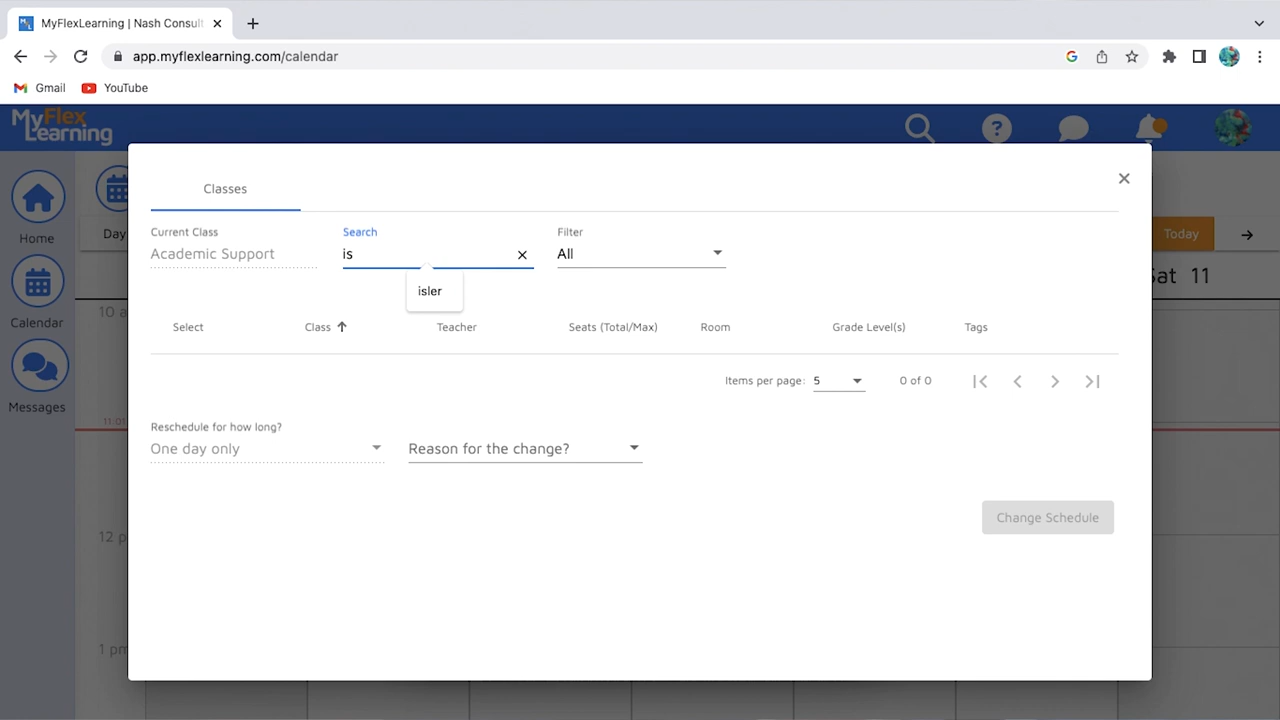 MyFlexLearning | Nash Consult
app.myflexlearning.com/calendar
Gmail YouTube
MyFlex
Learning
Classes
Current Class Search Filter
Academic Support is All
isler
Home
Calendar
Messages
Day
Today
Sat 11
10 a
Select Class Teacher Seats (Total/Max) Room Grade Level(s) Tags
Items per page: 5 0 of 0
11:01
Reschedule for how long?
One day only Reason for the change?
Change Schedule
12 p
1 pm